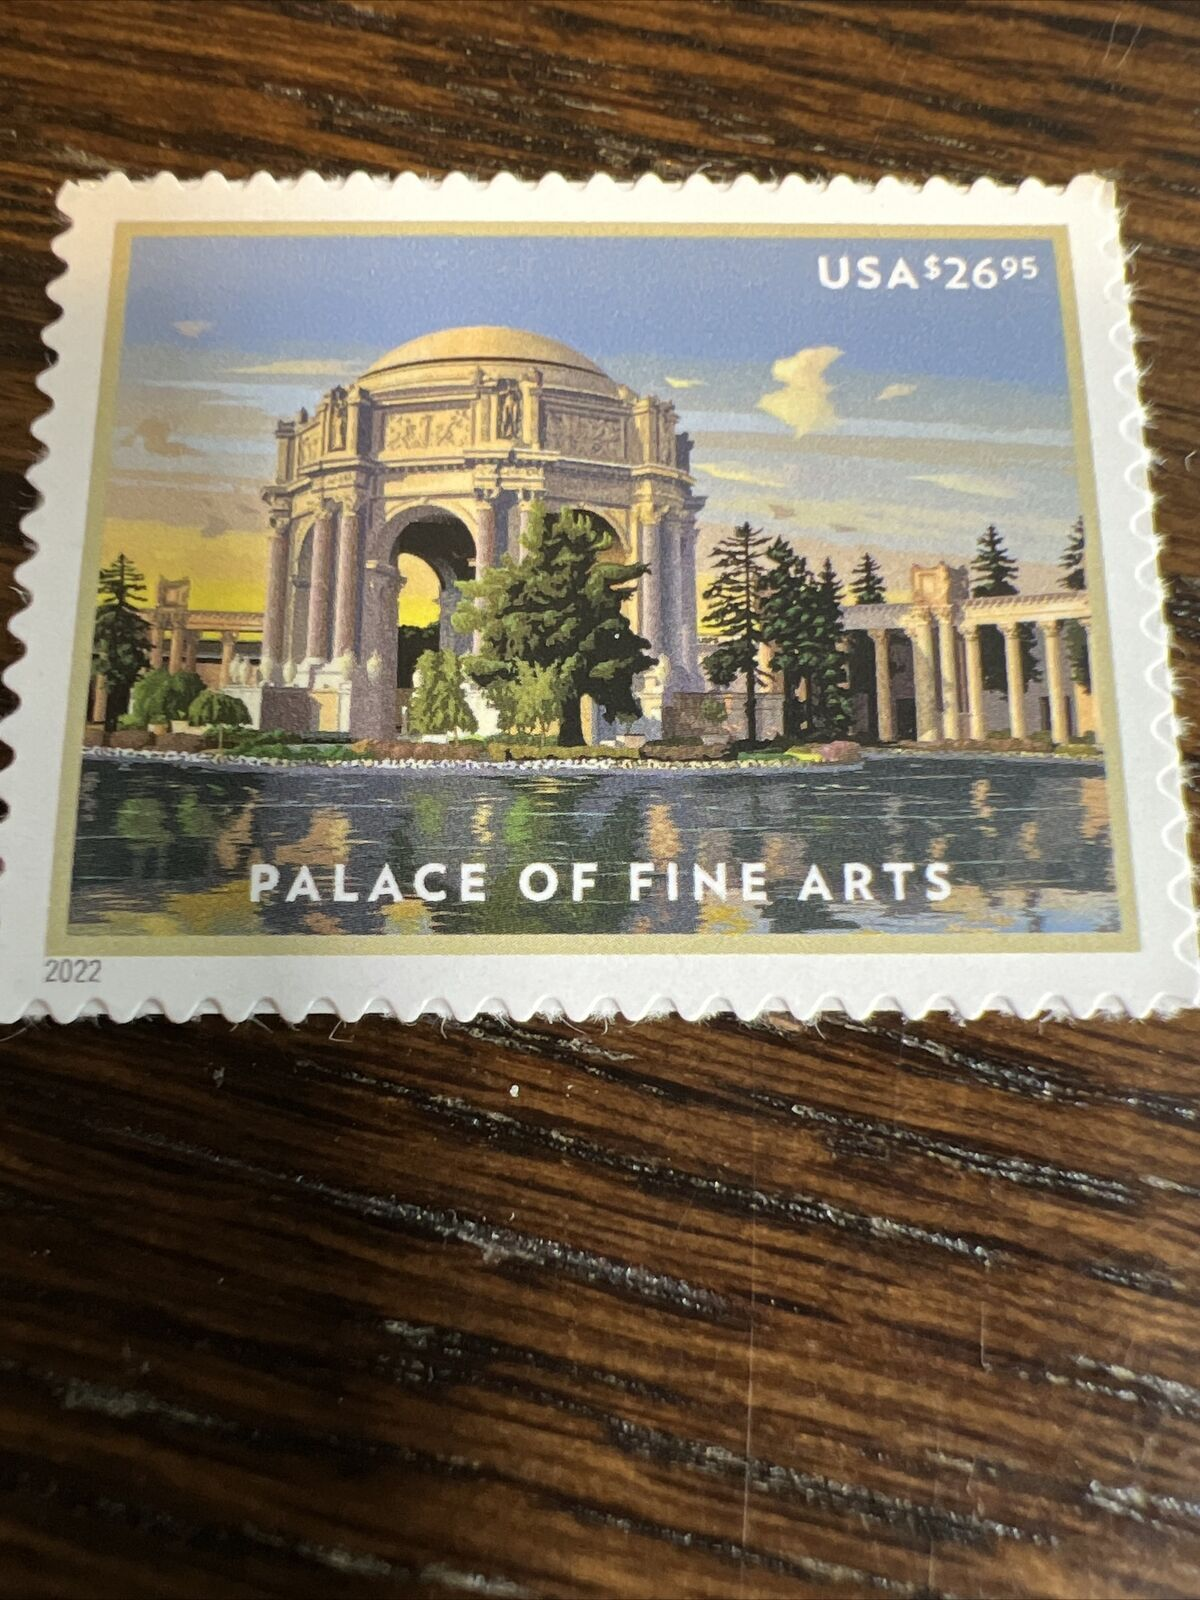 USA $26.95
PALACE OF FINE ARTS
2022